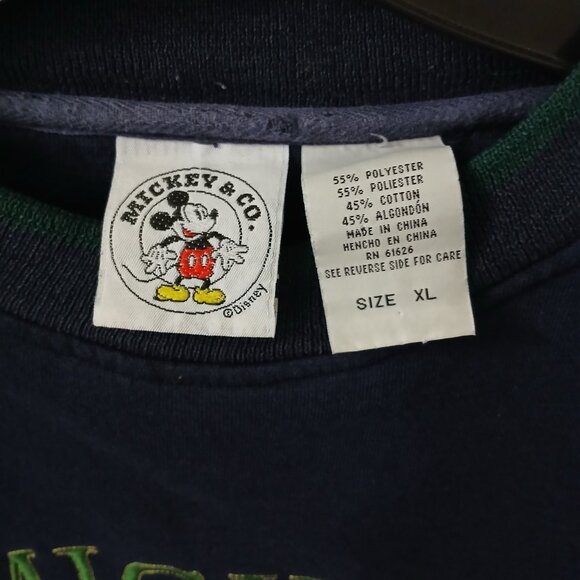 MICKEY & CO.
©Disney
55% POLYESTER
55% POLIESTER
45% COTTON
45% ALGONDÓN
MADE IN CHINA
HENCHO EN CHINA
RN 61626
SEE REVERSE SIDE FOR CARE
SIZE XL